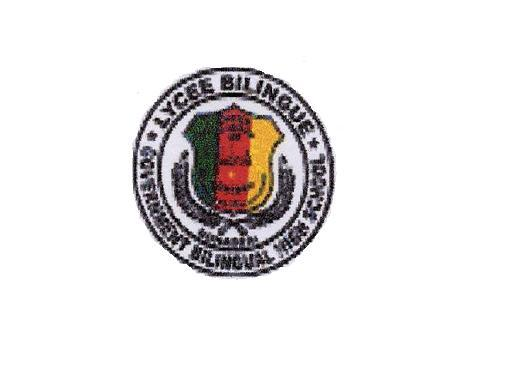 LYCEE BILINGUE
GOVERNMENT BILINGUAL HIGH SCHOOL